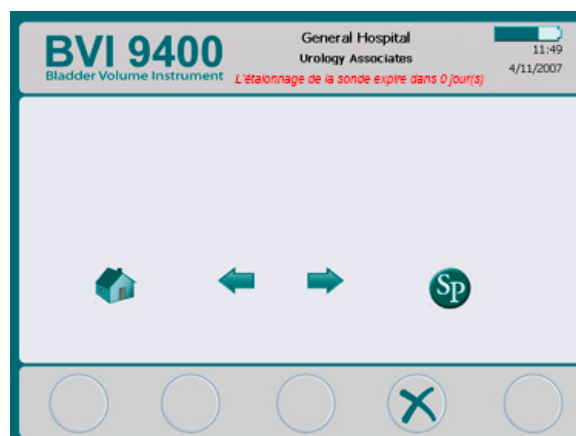 BVI 9400
Bladder Volume Instrument
General Hospital
Urology Associates
L'étalonnage de la sonde expire dans 0 jour(s)
11:49
4/11/2007
SP